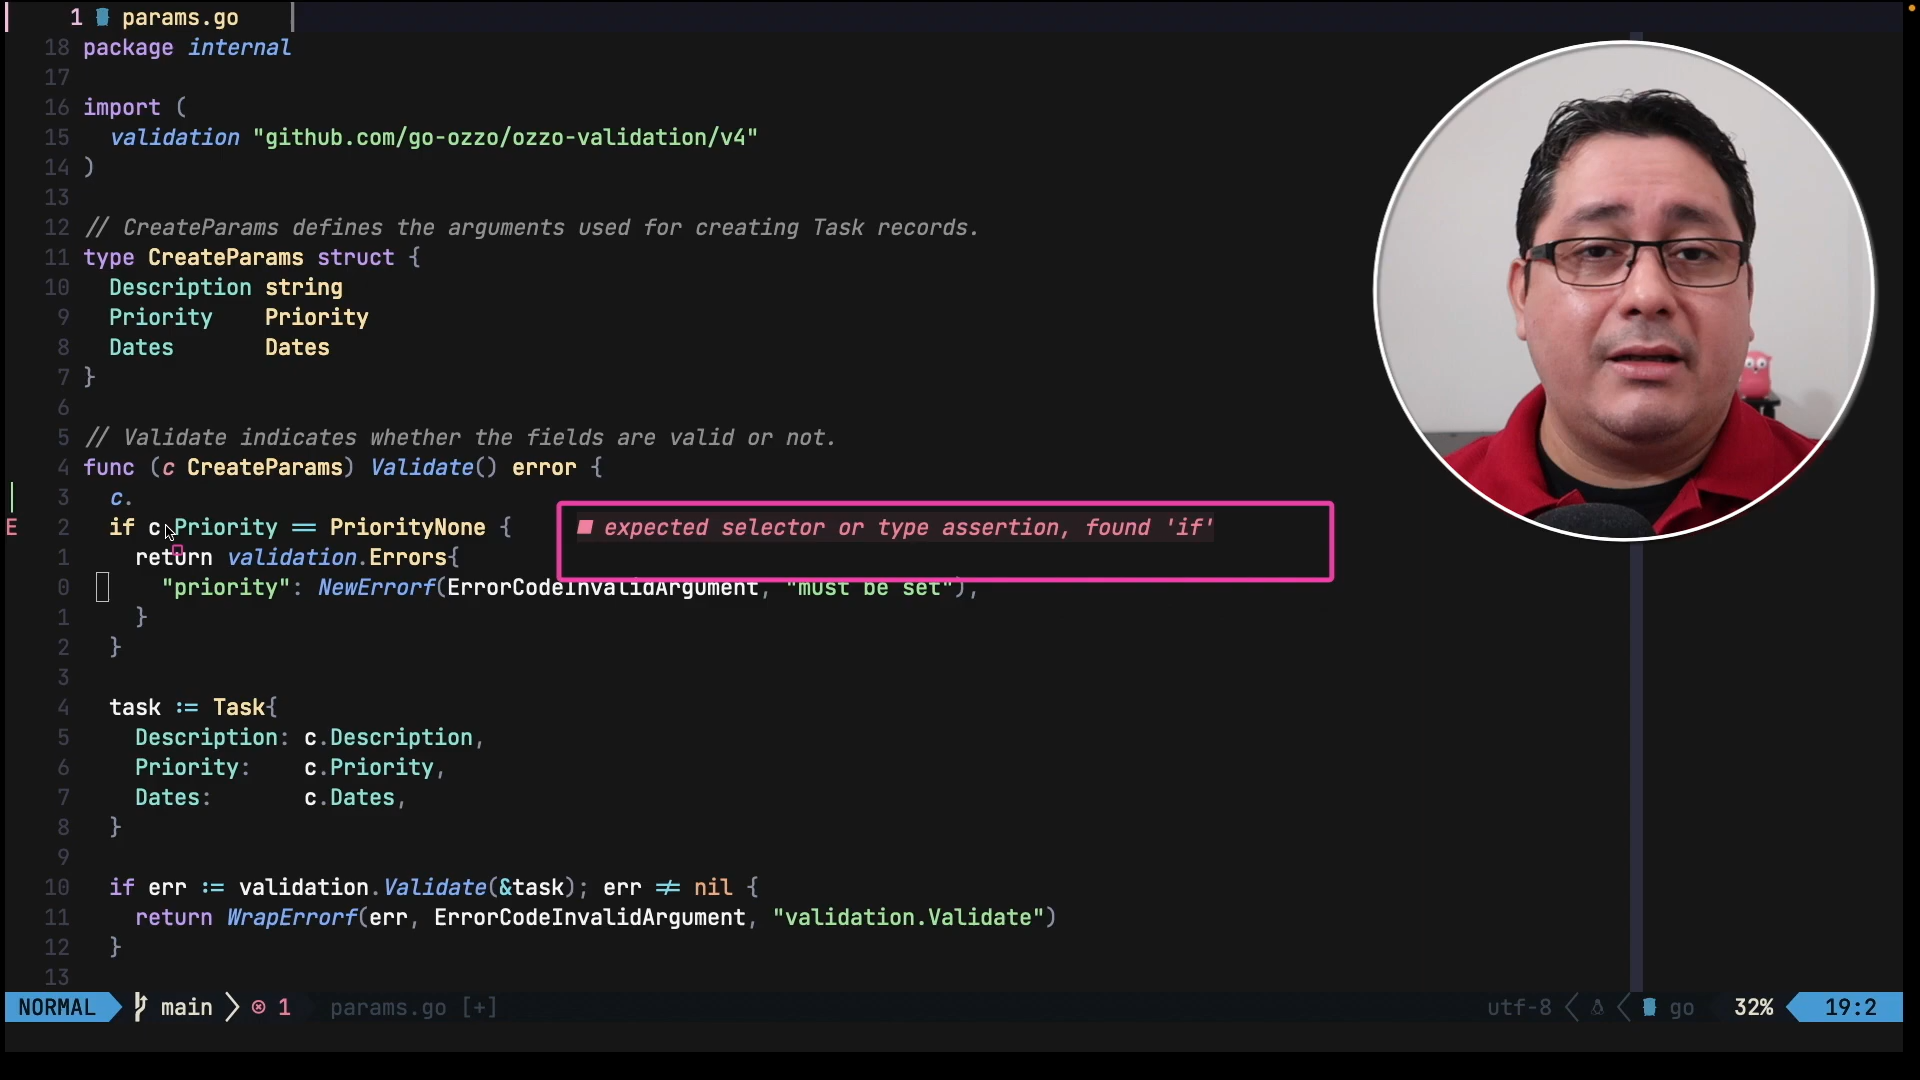 1 params.go
18 package internal
17
16 import (
15 validation "github.com/go-ozzo/ozzo-validation/v4"
14 )
13
12 // CreateParams defines the arguments used for creating Task records.
11 type CreateParams struct {
10 Description string
9 Priority Priority
8 Dates Dates
7 }
6
5 // Validate indicates whether the fields are valid or not.
4 func (c CreateParams) Validate() error {
3 c.
E 2 if c.Priority == PriorityNone { ■ expected selector or type assertion, found 'if'
1 return validation.Errors{
0 "priority": NewErrorf(ErrorCodeInvalidArgument, "must be set"),
1 }
2 }
3
4 task := Task{
5 Description: c.Description,
6 Priority: c.Priority,
7 Dates: c.Dates,
8 }
9
10 if err := validation.Validate(&task); err != nil {
11 return WrapErrorf(err, ErrorCodeInvalidArgument, "validation.Validate")
12 }
13
NORMAL main 1 params.go [+] utf-8 go 32% 19:2